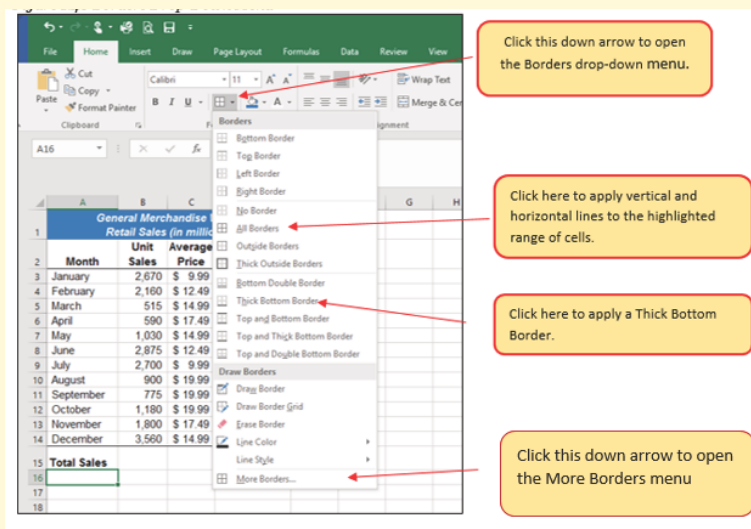 File Home Insert Draw Page Layout Formulas Data Review View
Cut
Copy
Paste
Format Painter
Clipboard
Calibri 11
B I U
Wrap Text
Merge & Cen
ignment
A16
fx
Borders
Bottom Border
Top Border
Left Border
Right Border
No Border
All Borders
Outside Borders
Thick Outside Borders
Bottom Double Border
Thick Bottom Border
Top and Bottom Border
Top and Thick Bottom Border
Top and Double Bottom Border
Draw Borders
Draw Border
Draw Border Grid
Erase Border
Line Color
Line Style
More Borders...
A B C G H
1 General Merchandise
Retail Sales (in millio
2 Month Unit Sales Average Price
3 January 2,670 $ 9.99
4 February 2,160 $ 12.49
5 March 515 $ 14.99
6 April 590 $ 17.49
7 May 1,030 $ 14.99
8 June 2,875 $ 12.49
9 July 2,700 $ 9.99
10 August 900 $ 19.99
11 September 775 $ 19.99
12 October 1,180 $ 19.99
13 November 1,800 $ 17.49
14 December 3,560 $ 14.99
15 Total Sales
16
17
18
Click this down arrow to open
the Borders drop-down menu.
Click here to apply vertical and
horizontal lines to the highlighted
range of cells.
Click here to apply a Thick Bottom
Border.
Click this down arrow to open
the More Borders menu